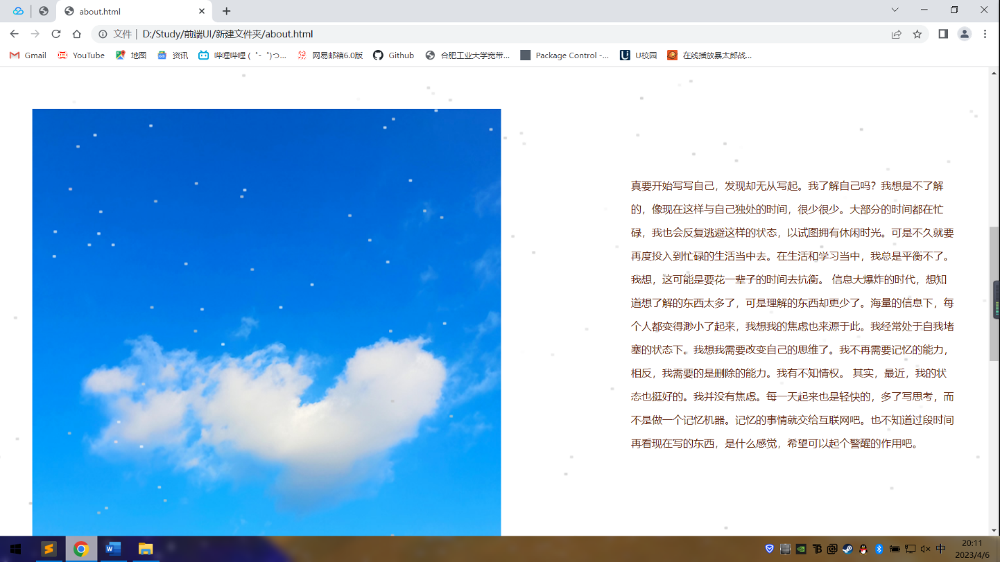 about.html
文件 | D:/Study/前端UI/新建文件夹/about.html
Gmail YouTube 地图 资讯 哔哩哔哩 (゜-゜)つ... 网易邮箱6.0版 Github 合肥工业大学宽带... Package Control -... U校园 在线播放暴太郎战...
真要开始写写自己，发现却无从写起。我了解自己吗？我想是不了解
的，像现在这样与自己独处的时间，很少很少。大部分的时间都在忙
碌，我也会反复逃避这样的状态，以试图拥有休闲时光。可是不久就要
再度投入到忙碌的生活当中去。在生活和学习当中，我总是平衡不了。
我想，这可能是要花一辈子的时间去抗衡。 信息大爆炸的时代，想知
道想了解的东西太多了，可是理解的东西却更少了。海量的信息下，每
个人都变得渺小了起来，我想我的焦虑也来源于此。我经常处于自我堵
塞的状态下。我想我需要改变自己的思维了。我不再需要记忆的能力，
相反，我需要的是删除的能力。我有不知情权。 其实，最近，我的状
态也挺好的。我并没有焦虑。每一天起来也是轻快的，多了写思考，而
不是做一个记忆机器。记忆的事情就交给互联网吧。也不知道过段时间
再看现在写的东西，是什么感觉，希望可以起个警醒的作用吧。
中
20:11
2023/4/6